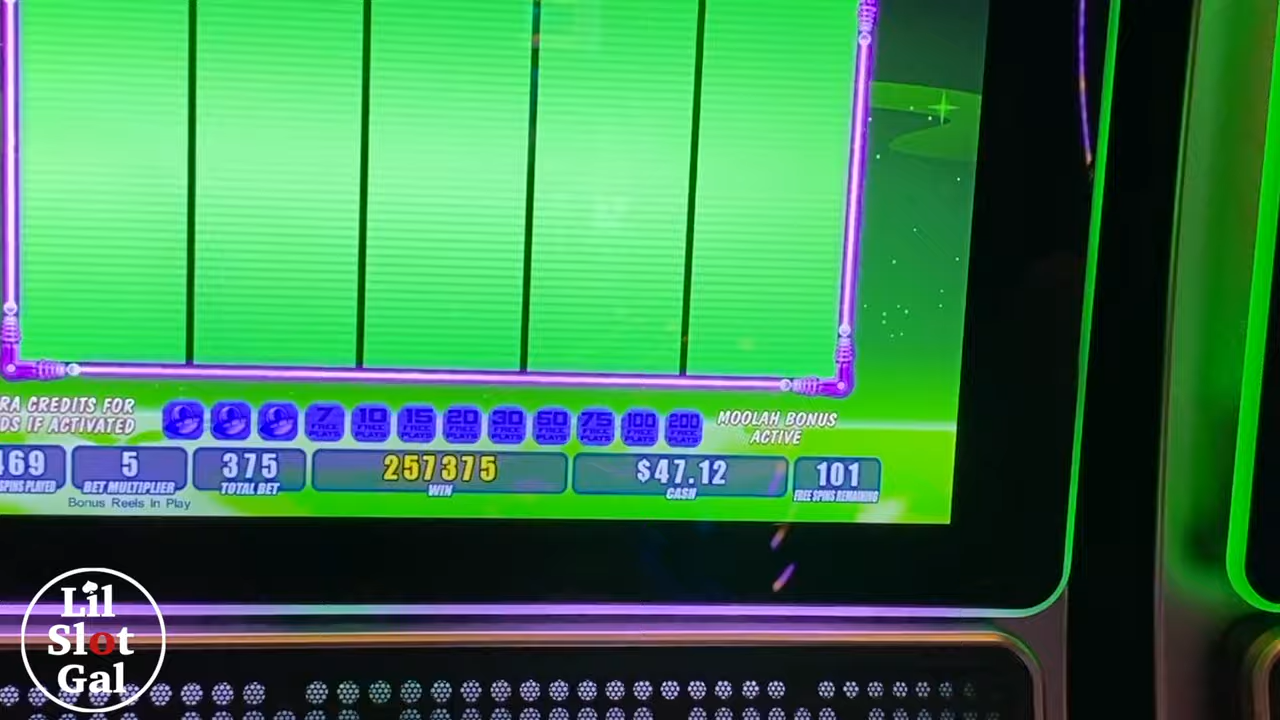 RA CREDITS FOR
DS IF ACTIVATED
7 FREE PLAYS
10 FREE PLAYS
15 FREE PLAYS
20 FREE PLAYS
30 FREE PLAYS
50 FREE PLAYS
75 FREE PLAYS
100 FREE PLAYS
200 FREE PLAYS
MOOLAH BONUS
ACTIVE
469
SPINS PLAYED
5
BET MULTIPLIER
375
TOTAL BET
257375
WIN
$47.12
CASH
101
FREE SPINS REMAINING
Bonus Reels In Play
Lil
Slot
Gal